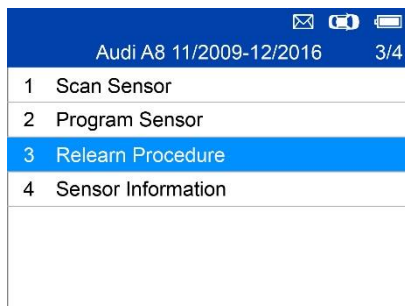 Audi A8 11/2009-12/2016 3/4
1 Scan Sensor
2 Program Sensor
3 Relearn Procedure
4 Sensor Information